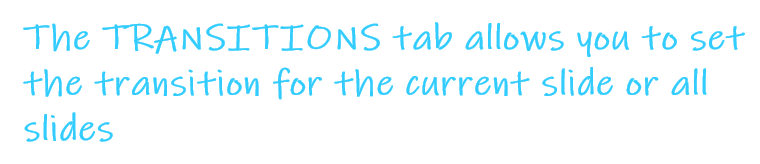 The TRANSITIONS tab allows you to set
the transition for the current slide or all
slides